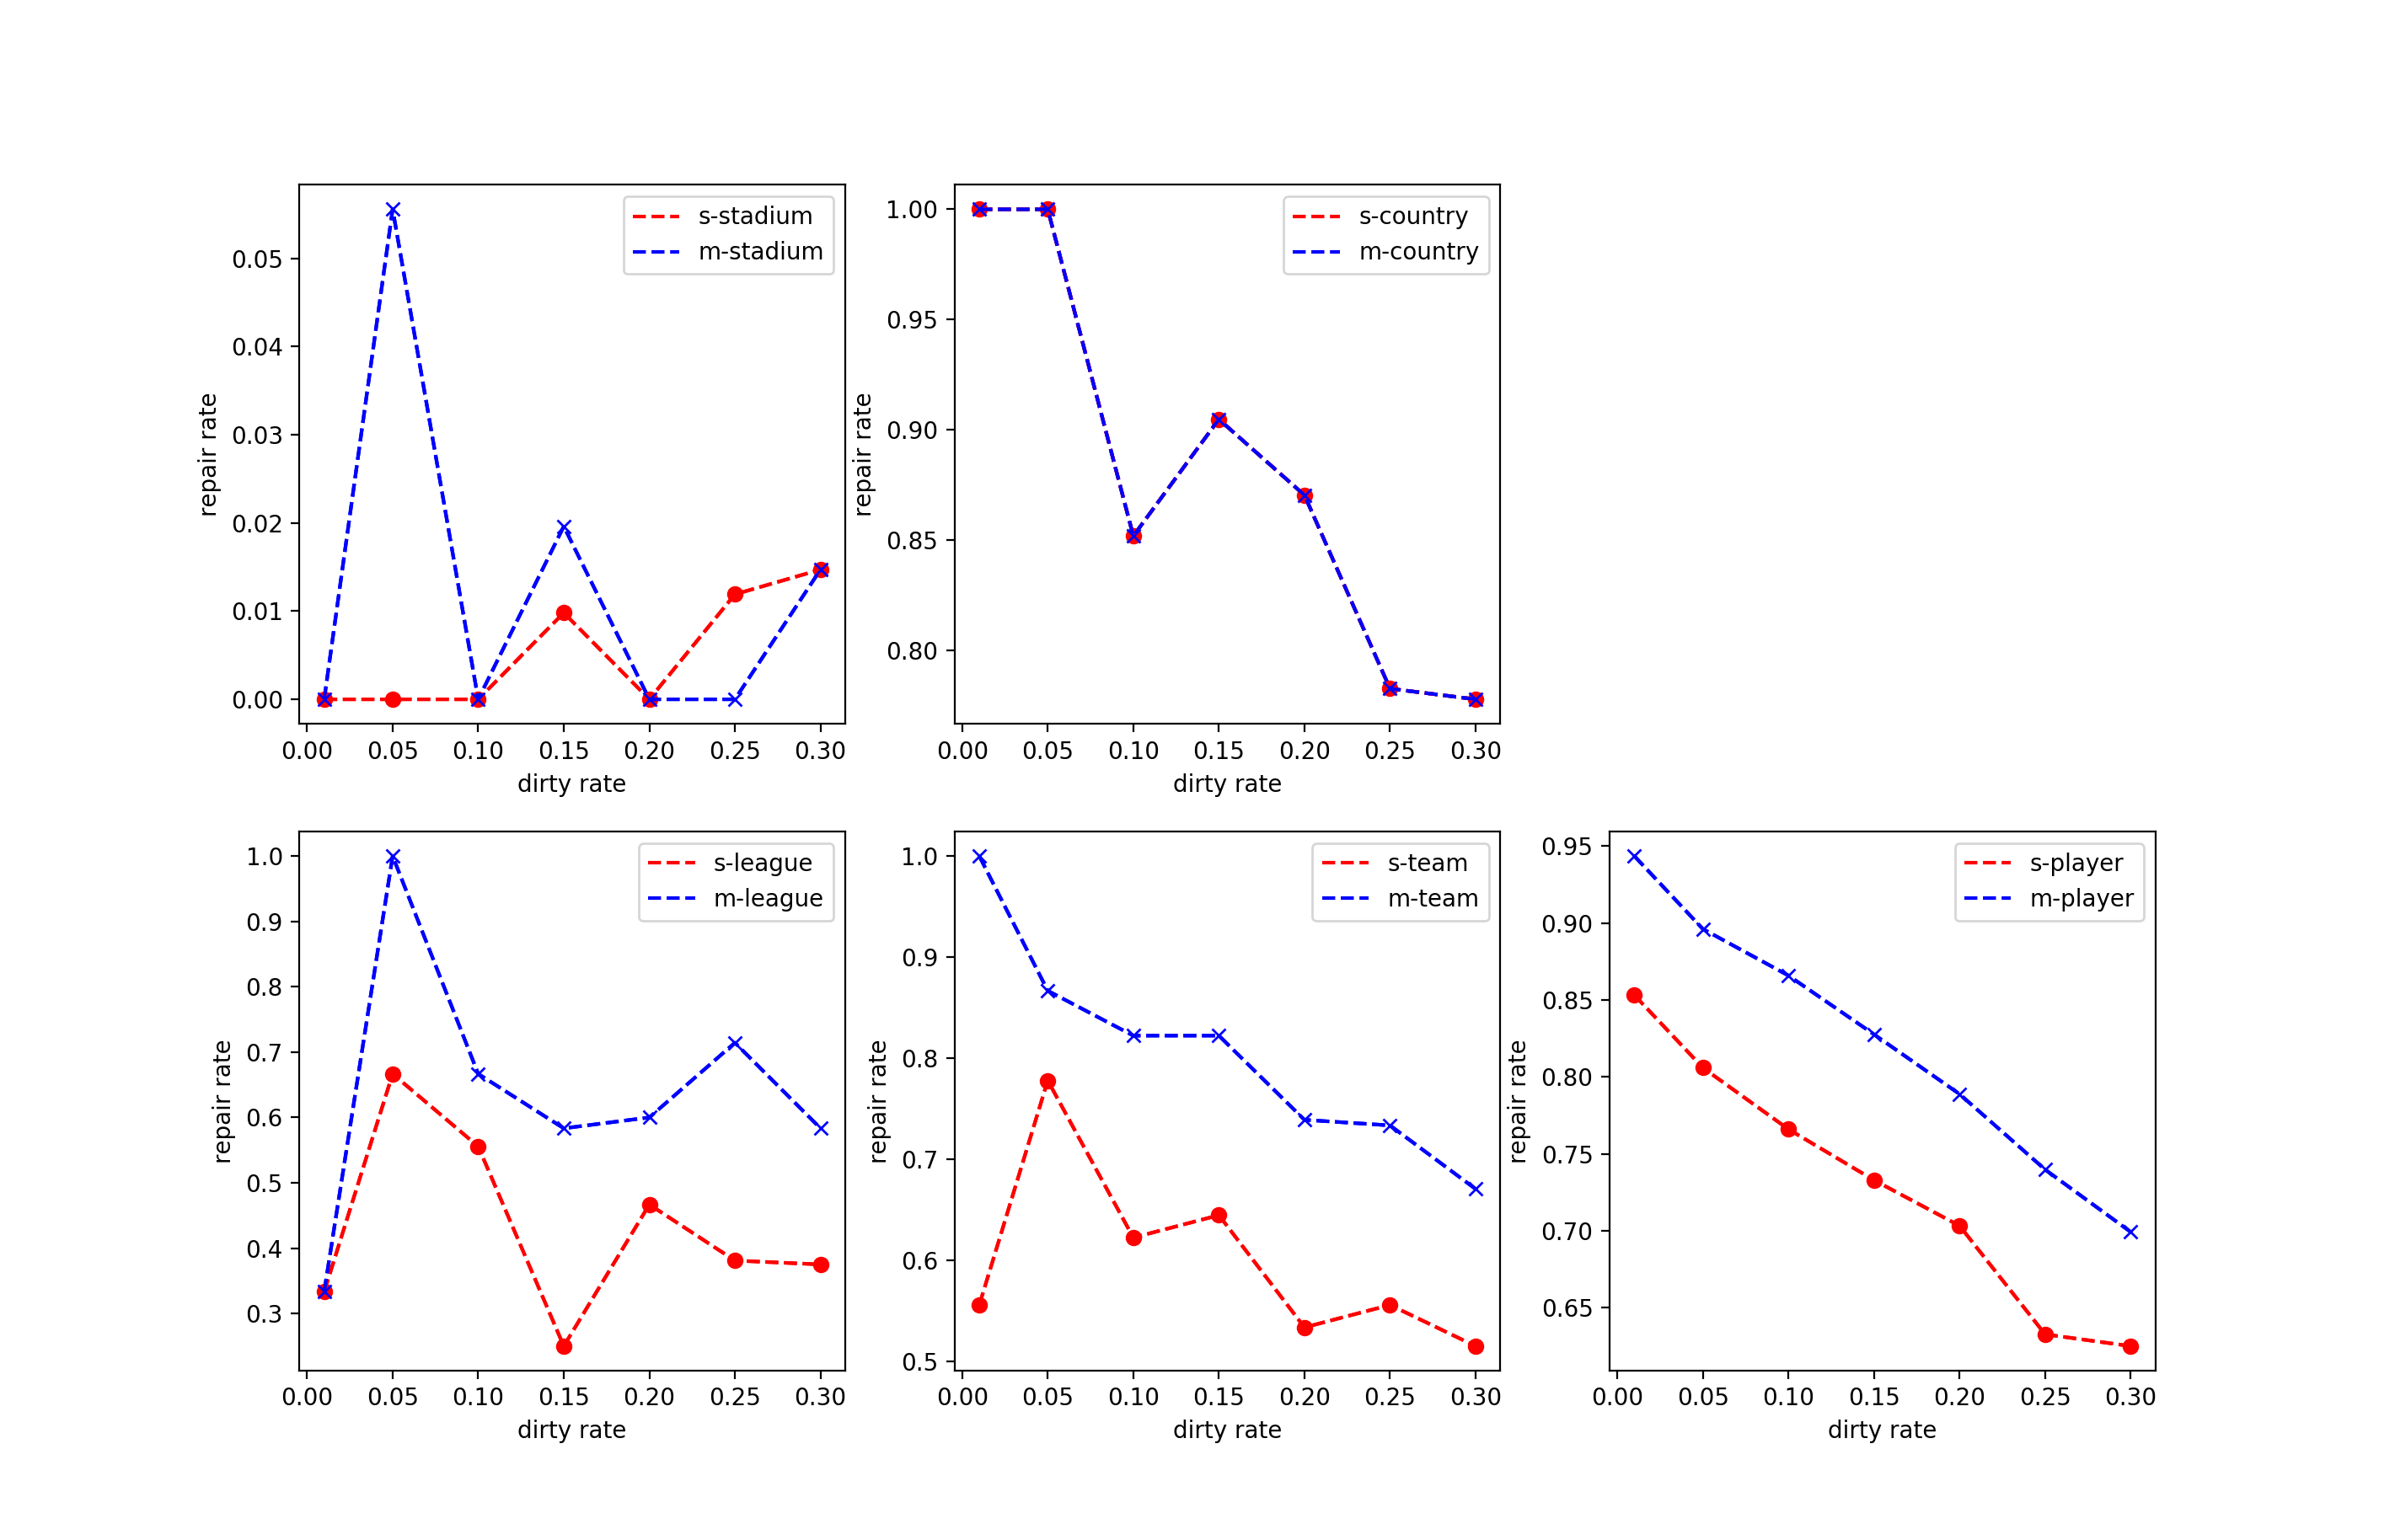 s-stadium
m-stadium
0.05
0.04
0.03
0.02
0.01
0.00
repair rate
0.00 0.05 0.10 0.15 0.20 0.25 0.30
dirty rate
s-country
m-country
1.00
0.95
0.90
0.85
0.80
repair rate
0.00 0.05 0.10 0.15 0.20 0.25 0.30
dirty rate
s-league
m-league
1.0
0.9
0.8
0.7
0.6
0.5
0.4
0.3
repair rate
0.00 0.05 0.10 0.15 0.20 0.25 0.30
dirty rate
s-team
m-team
1.0
0.9
0.8
0.7
0.6
0.5
repair rate
0.00 0.05 0.10 0.15 0.20 0.25 0.30
dirty rate
s-player
m-player
0.95
0.90
0.85
0.80
0.75
0.70
0.65
repair rate
0.00 0.05 0.10 0.15 0.20 0.25 0.30
dirty rate